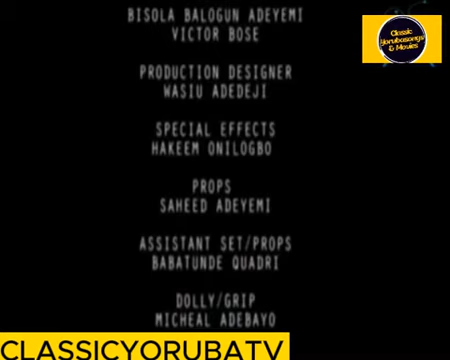 BISOLA BALOGUN ADEYEMI
VICTOR BOSE
PRODUCTION DESIGNER
WASIU ADEDEJI
SPECIAL EFFECTS
HAKEEM ONILOGBO
PROPS
SAHEED ADEYEMI
ASSISTANT SET/PROPS
BABATUNDE QUADRI
DOLLY/GRIP
MICHEAL ADEBAYO
Classic
Yorubasongs
& Movies
CLASSICYORUBATV